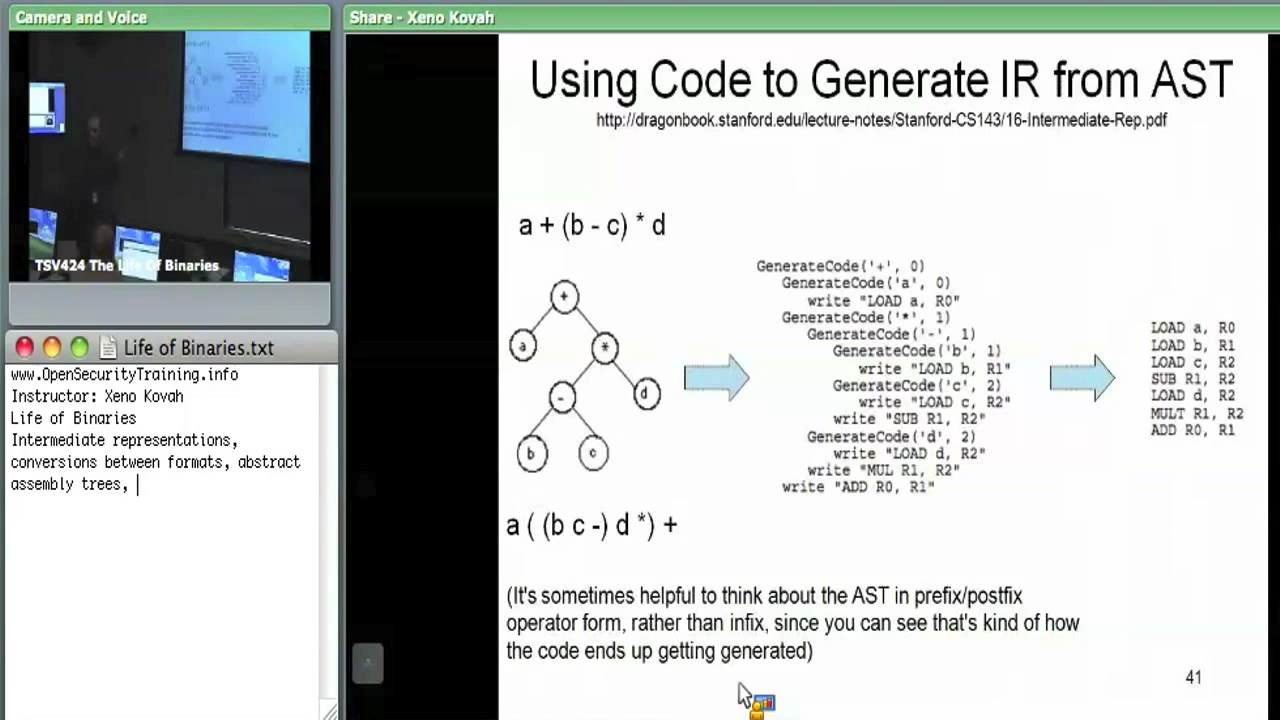 Camera and Voice
TSV424 The Life Of Binaries
Life of Binaries.txt
www.OpenSecurityTraining.info
Instructor: Xeno Kovah
Life of Binaries
Intermediate representations,
conversions between formats, abstract
assembly trees,
Share - Xeno Kovah
Using Code to Generate IR from AST
http://dragonbook.stanford.edu/lecture-notes/Stanford-CS143/16-Intermediate-Rep.pdf
a + (b - c) * d
+
a
*
-
d
b
c
GenerateCode('+', 0)
GenerateCode('a', 0)
write "LOAD a, R0"
GenerateCode('*', 1)
GenerateCode('-', 1)
GenerateCode('b', 1)
write "LOAD b, R1"
GenerateCode('c', 2)
write "LOAD c, R2"
write "SUB R1, R2"
GenerateCode('d', 2)
write "LOAD d, R2"
write "MUL R1, R2"
write "ADD R0, R1"
LOAD a, R0
LOAD b, R1
LOAD c, R2
SUB R1, R2
LOAD d, R2
MULT R1, R2
ADD R0, R1
a ( (b c -) d *) +
(It's sometimes helpful to think about the AST in prefix/postfix
operator form, rather than infix, since you can see that's kind of how
the code ends up getting generated)
41